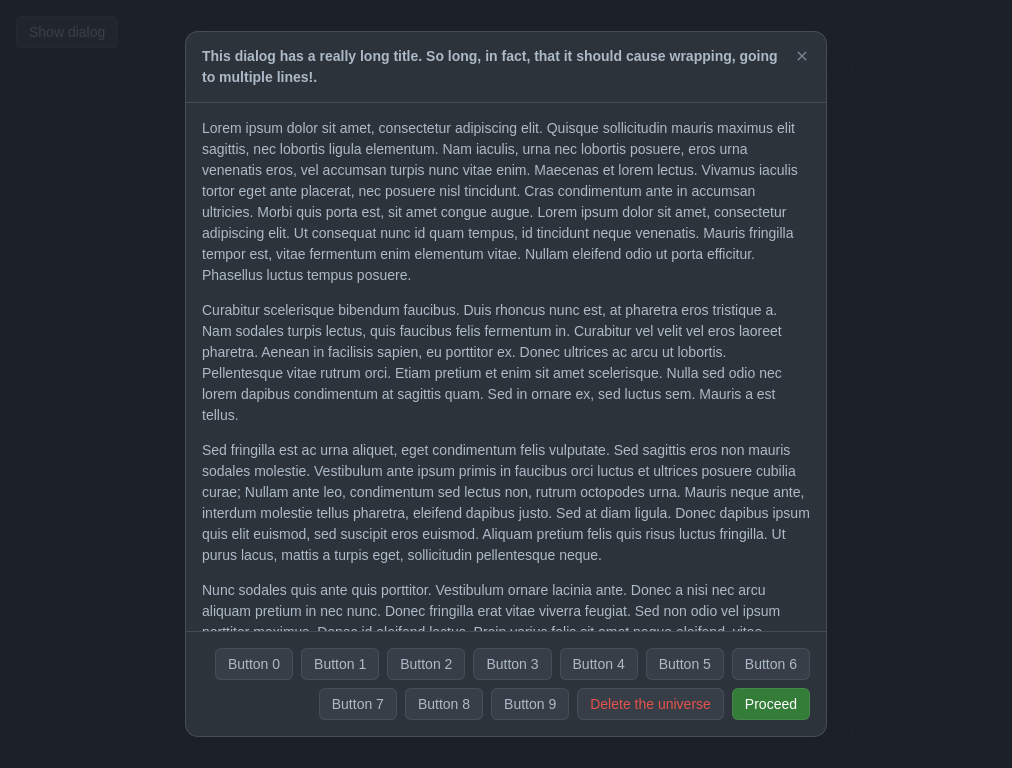 Show dialog
This dialog has a really long title. So long, in fact, that it should cause wrapping, going
to multiple lines!.
Lorem ipsum dolor sit amet, consectetur adipiscing elit. Quisque sollicitudin mauris maximus elit
sagittis, nec lobortis ligula elementum. Nam iaculis, urna nec lobortis posuere, eros urna
venenatis eros, vel accumsan turpis nunc vitae enim. Maecenas et lorem lectus. Vivamus iaculis
tortor eget ante placerat, nec posuere nisl tincidunt. Cras condimentum ante in accumsan
ultricies. Morbi quis porta est, sit amet congue augue. Lorem ipsum dolor sit amet, consectetur
adipiscing elit. Ut consequat nunc id quam tempus, id tincidunt neque venenatis. Mauris fringilla
tempor est, vitae fermentum enim elementum vitae. Nullam eleifend odio ut porta efficitur.
Phasellus luctus tempus posuere.
Curabitur scelerisque bibendum faucibus. Duis rhoncus nunc est, at pharetra eros tristique a.
Nam sodales turpis lectus, quis faucibus felis fermentum in. Curabitur vel velit vel eros laoreet
pharetra. Aenean in facilisis sapien, eu porttitor ex. Donec ultrices ac arcu ut lobortis.
Pellentesque vitae rutrum orci. Etiam pretium et enim sit amet scelerisque. Nulla sed odio nec
lorem dapibus condimentum at sagittis quam. Sed in ornare ex, sed luctus sem. Mauris a est
tellus.
Sed fringilla est ac urna aliquet, eget condimentum felis vulputate. Sed sagittis eros non mauris
sodales molestie. Vestibulum ante ipsum primis in faucibus orci luctus et ultrices posuere cubilia
curae; Nullam ante leo, condimentum sed lectus non, rutrum octopodes urna. Mauris neque ante,
interdum molestie tellus pharetra, eleifend dapibus justo. Sed at diam ligula. Donec dapibus ipsum
quis elit euismod, sed suscipit eros euismod. Aliquam pretium felis quis risus luctus fringilla. Ut
purus lacus, mattis a turpis eget, sollicitudin pellentesque neque.
Nunc sodales quis ante quis porttitor. Vestibulum ornare lacinia ante. Donec a nisi nec arcu
aliquam pretium in nec nunc. Donec fringilla erat vitae viverra feugiat. Sed non odio vel ipsum
porttitor maximus. Donec id eleifend lectus. Proin varius felis sit amet neque eleifend, vitae
Button 0 Button 1 Button 2 Button 3 Button 4 Button 5 Button 6
Button 7 Button 8 Button 9 Delete the universe Proceed